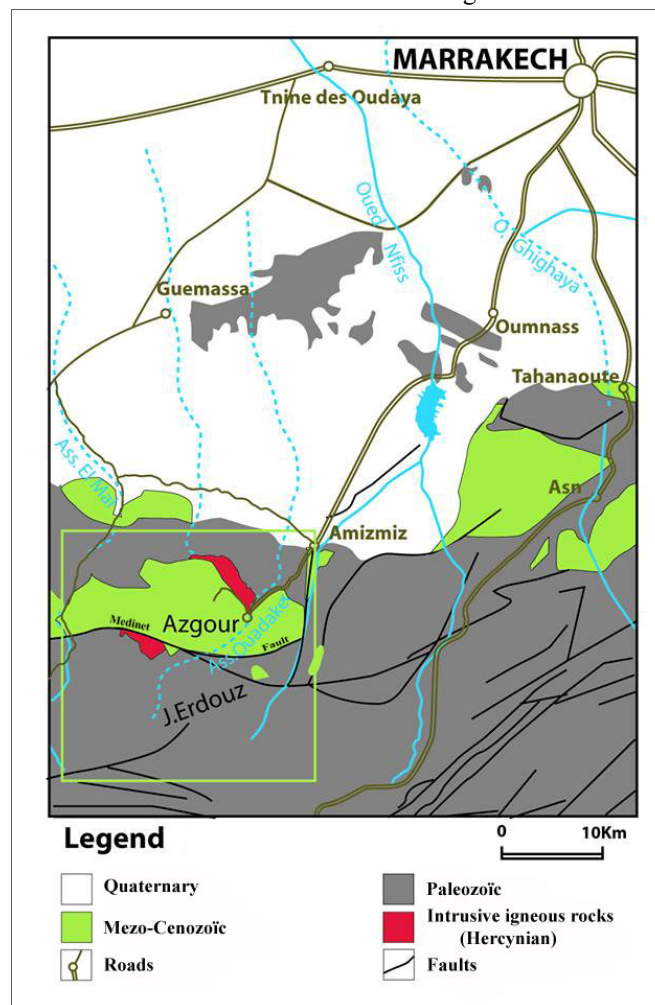 MARRAKECH
Tnine des Oudaya
Oued Nfiss
O. Ghighaya
Guemassa
Oumnass
Tahanaoute
Ass. El Mal
Asn
Amizmiz
Azgour
Medinet
Fault
Ass.Ouadaker
J.Erdouz
Legend
0 10Km
Quaternary
Paleozoïc
Mezo-Cenozoïc
Intrusive igneous rocks
(Hercynian)
Roads
Faults